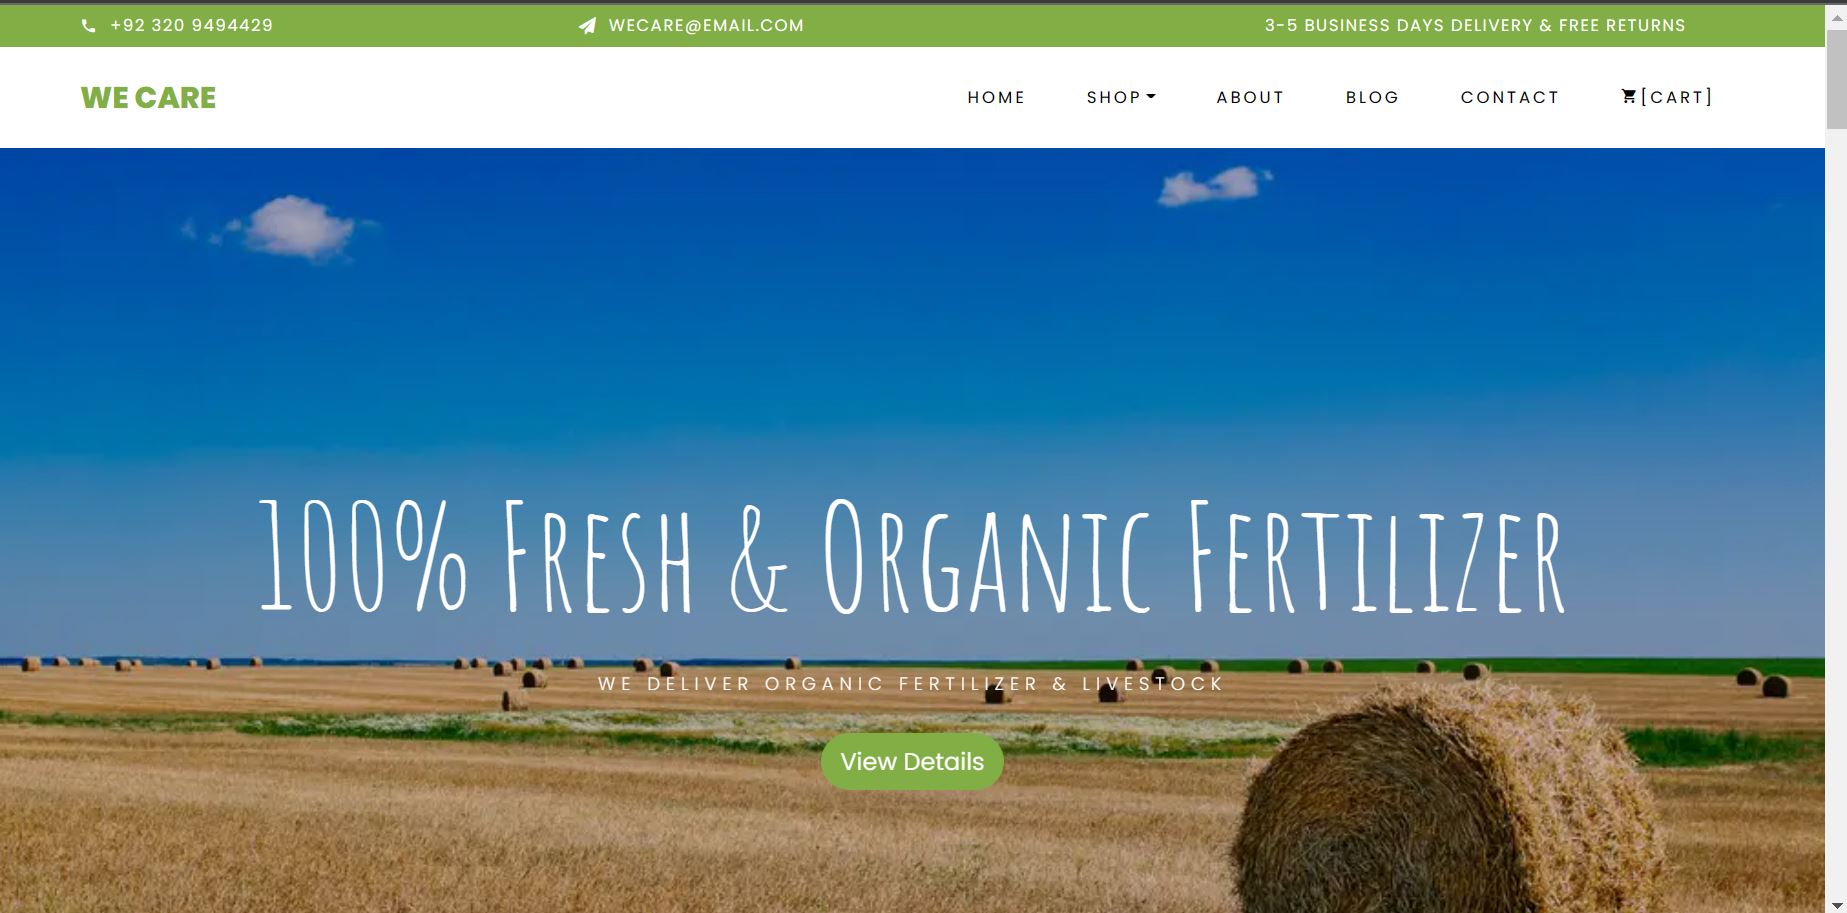 +92 320 9494429
WECARE@EMAIL.COM
3-5 BUSINESS DAYS DELIVERY & FREE RETURNS
WE CARE
HOME
SHOP
ABOUT
BLOG
CONTACT
[CART]
100% FRESH & ORGANIC FERTILIZER
WE DELIVER ORGANIC FERTILIZER & LIVESTOCK
View Details